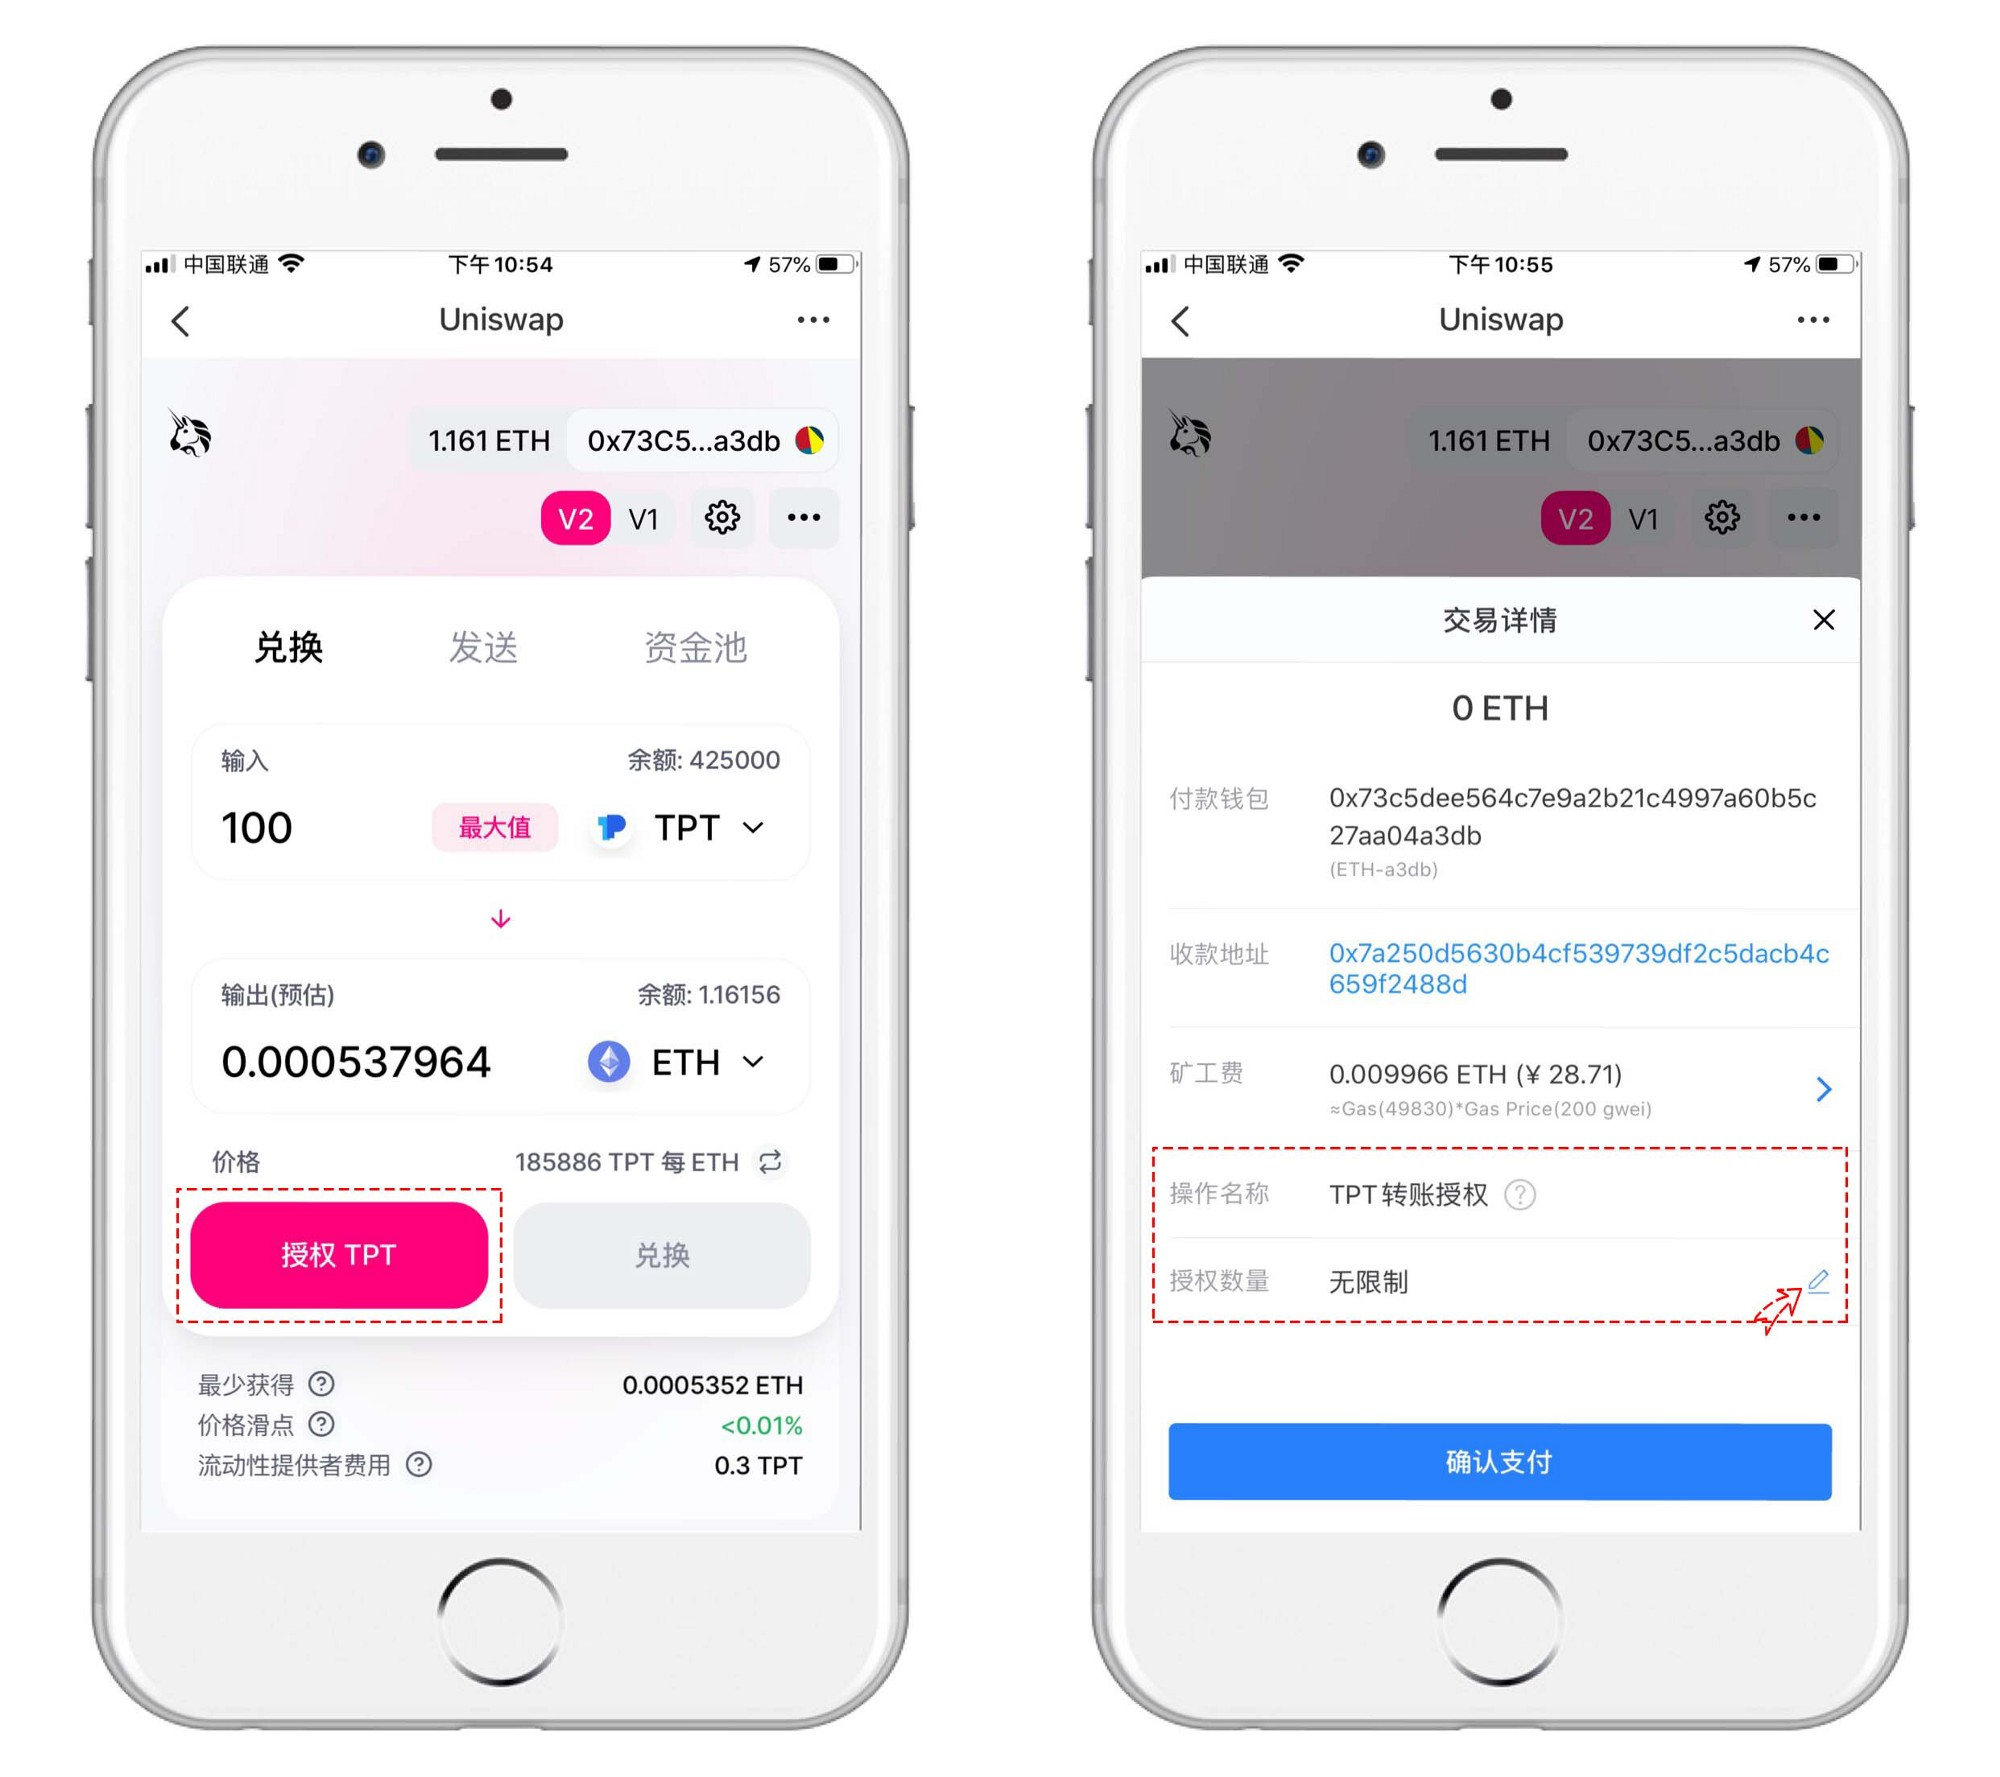 中国联通
下午10:54
57%
Uniswap
1.161 ETH
0x73C5...a3db
V2
V1
兑换
发送
资金池
输入
余额: 425000
100
最大值
TPT
输出(预估)
余额: 1.16156
0.000537964
ETH
价格
185886 TPT 每 ETH
授权 TPT
兑换
最少获得
0.0005352 ETH
价格滑点
<0.01%
流动性提供者费用
0.3 TPT
中国联通
下午10:55
57%
Uniswap
1.161 ETH
0x73C5...a3db
V2
V1
交易详情
0 ETH
付款钱包
0x73c5dee564c7e9a2b21c4997a60b5c
27aa04a3db
(ETH-a3db)
收款地址
0x7a250d5630b4cf539739df2c5dacb4c
659f2488d
矿工费
0.009966 ETH (¥ 28.71)
≈Gas(49830)*Gas Price(200 gwei)
操作名称
TPT 转账授权
授权数量
无限制
确认支付